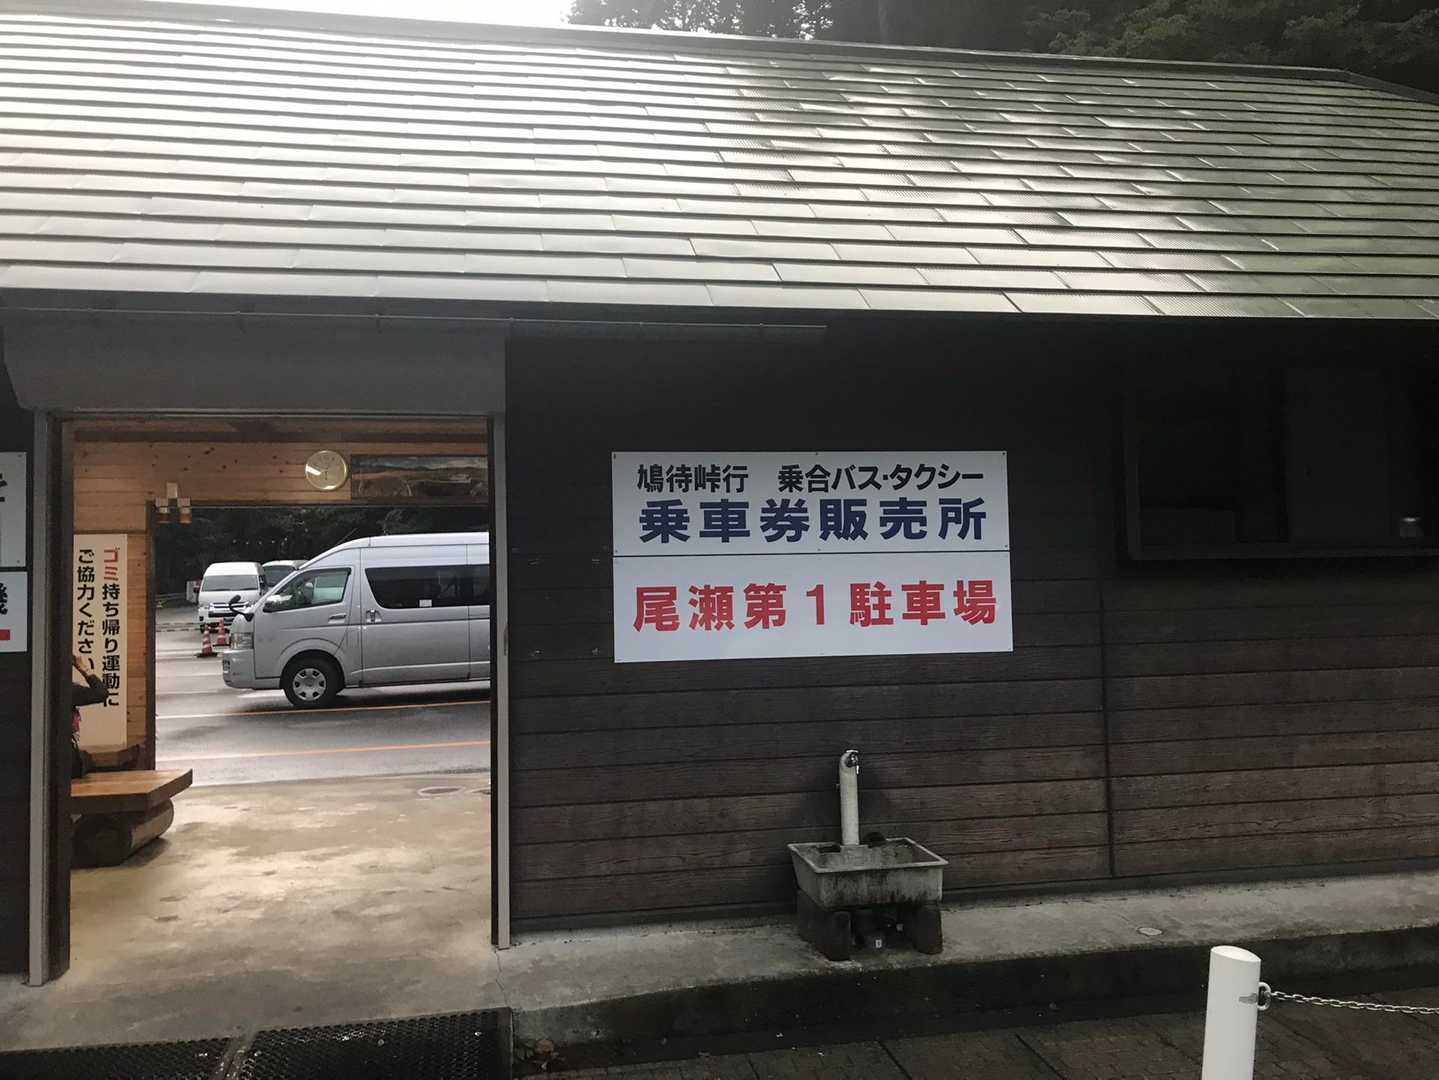 鳩待峠行　乗合バス・タクシー
乗車券販売所
尾瀬第1駐車場
ゴミ持ち帰り運動に
ご協力ください